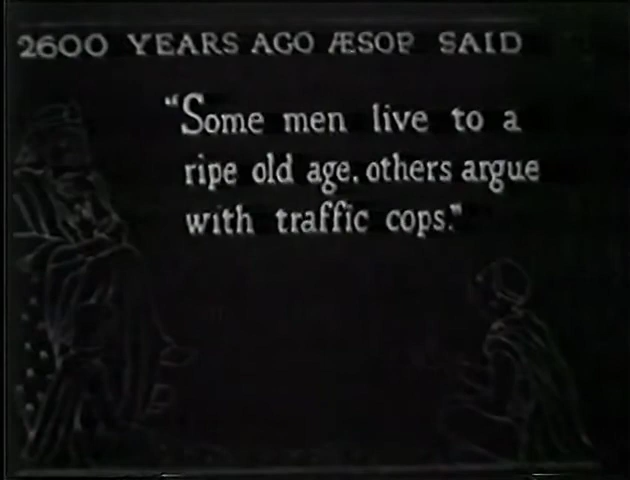 2600 YEARS AGO ÆSOP SAID
"Some men live to a
ripe old age, others argue
with traffic cops."